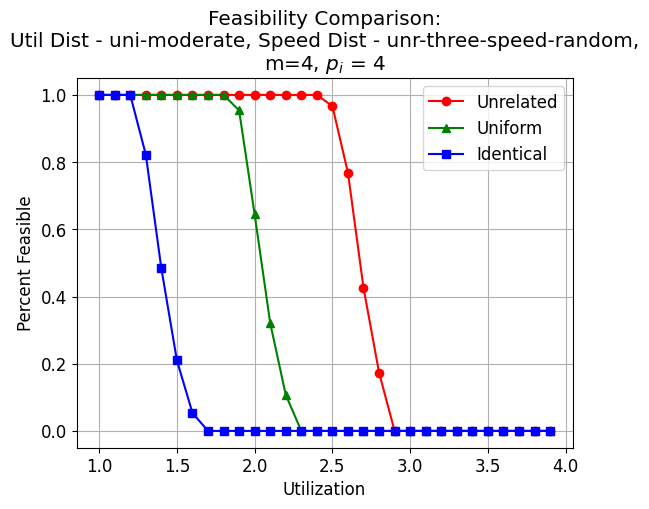 Feasibility Comparison:
Util Dist - uni-moderate, Speed Dist - unr-three-speed-random,
m=4, $p_i$ = 4
Unrelated
Uniform
Identical
Percent Feasible
1.0
0.8
0.6
0.4
0.2
0.0
1.0 1.5 2.0 2.5 3.0 3.5 4.0
Utilization